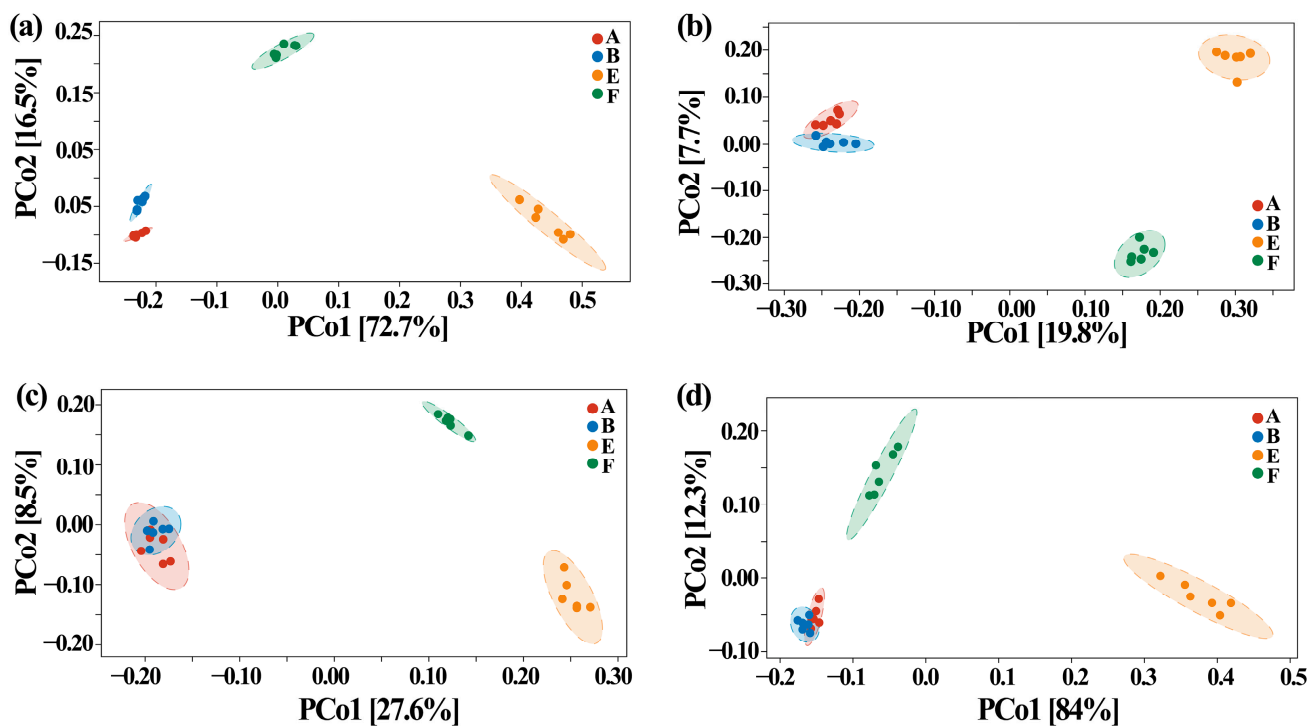 (a)
PCo2 [16.5%]
0.25
0.15
0.05
0.05
−0.15
−0.2
−0.1
0.0
0.1
0.2
0.3
0.4
0.5
PCo1 [72.7%]
A
B
E
F
(b)
PCo2 [7.7%]
0.20
0.10
0.00
−0.10
−0.20
−0.30
−0.30
−0.20
−0.10
0.00
0.10
0.20
0.30
PCo1 [19.8%]
A
B
E
F
(c)
PCo2 [8.5%]
0.20
0.10
0.00
−0.10
−0.20
−0.20
−0.10
0.00
0.10
0.20
0.30
PCo1 [27.6%]
A
B
E
F
(d)
PCo2 [12.3%]
0.20
0.10
0.00
−0.10
−0.2
−0.1
0.0
0.1
0.2
0.3
0.4
0.5
PCo1 [84%]
A
B
E
F